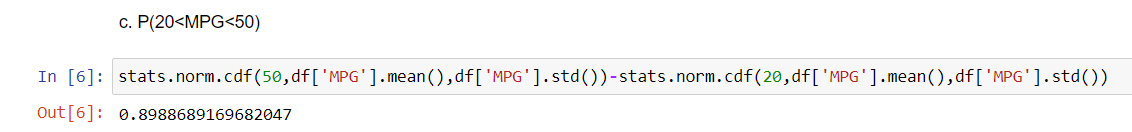 c. P(20<MPG<50)
In [6]: stats.norm.cdf(50,df['MPG'].mean(),df['MPG'].std())-stats.norm.cdf(20,df['MPG'].mean(),df['MPG'].std())
Out[6]: 0.8988689169682047